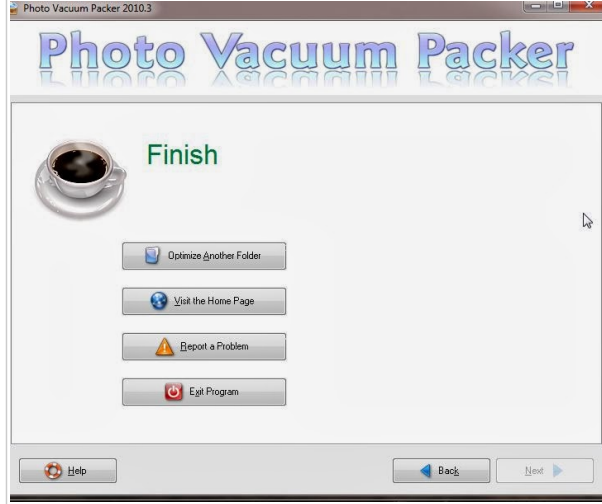 Photo Vacuum Packer 2010.3
Photo Vacuum Packer
Finish
Optimize Another Folder
Visit the Home Page
Report a Problem
Exit Program
Help
Back
Next